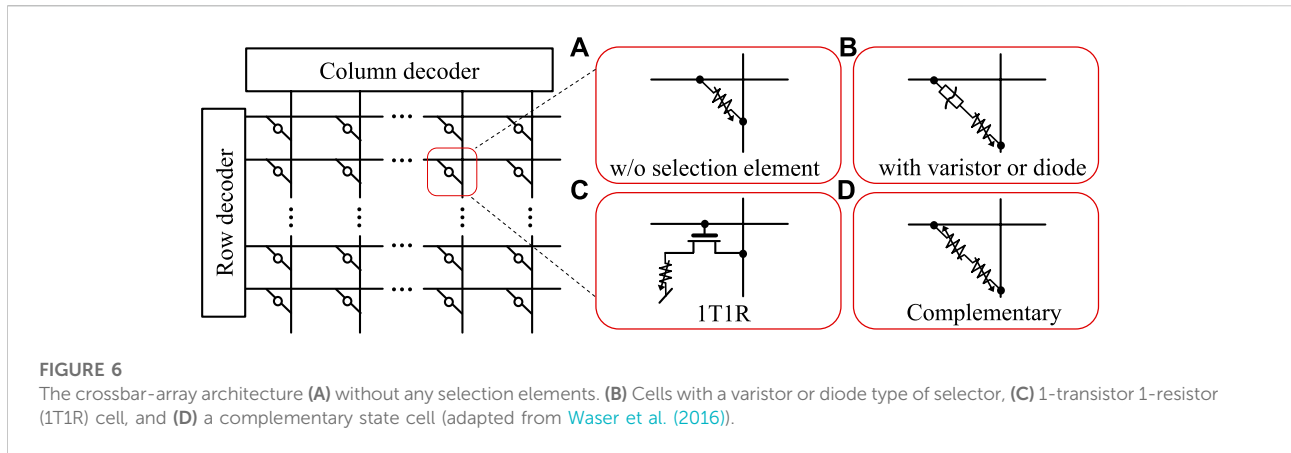 Column decoder
Row decoder
A
w/o selection element
B
with varistor or diode
C
1T1R
D
Complementary
FIGURE 6
The crossbar-array architecture (A) without any selection elements. (B) Cells with a varistor or diode type of selector, (C) 1-transistor 1-resistor
(1T1R) cell, and (D) a complementary state cell (adapted from Waser et al. (2016)).